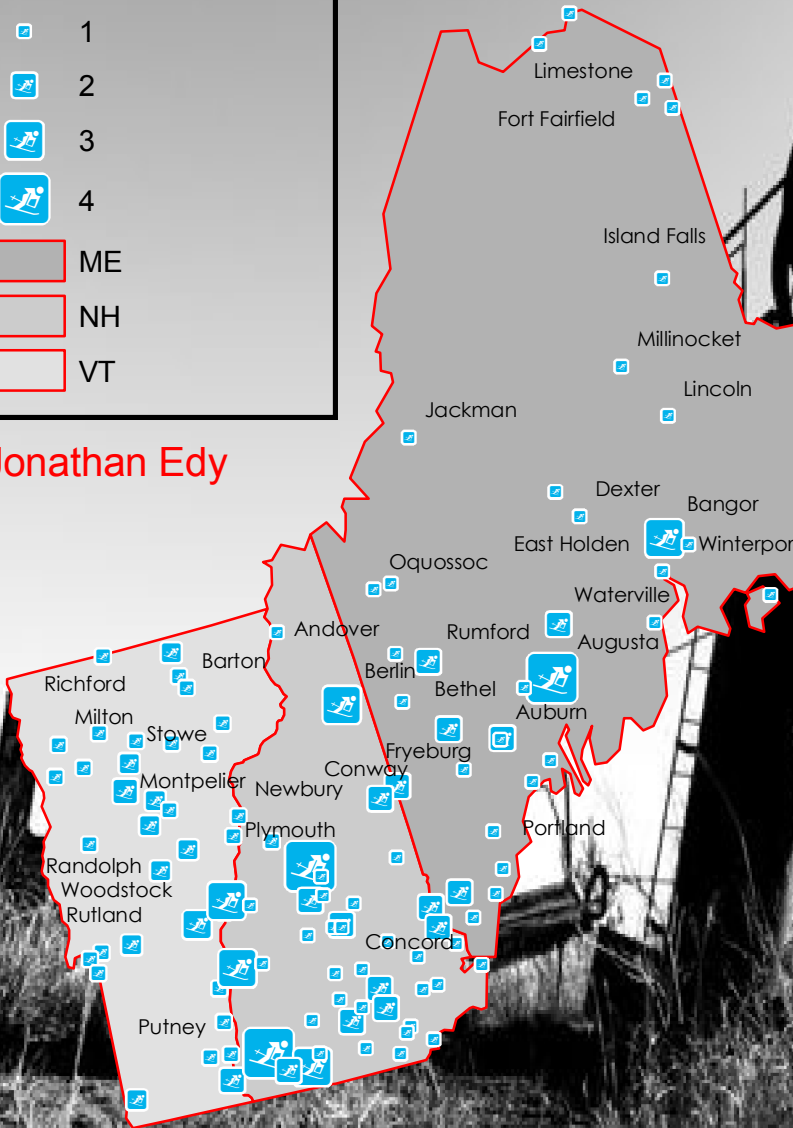 1
2
3
4
ME
NH
VT
Jonathan Edy
Limestone
Fort Fairfield
Island Falls
Millinocket
Lincoln
Jackman
Dexter
Bangor
East Holden
Winterpor
Oquossoc
Waterville
Andover
Rumford
Augusta
Barton
Berlin
Richford
Bethel
Milton
Auburn
Stowe
Fryeburg
Conway
Montpelier
Newbury
Plymouth
Portland
Randolph
Woodstock
Rutland
Concord
Putney